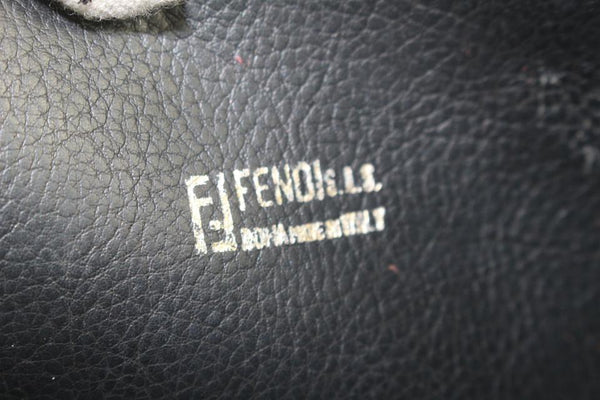 FENDI S.A.S.
ROMA MADE IN ITALY